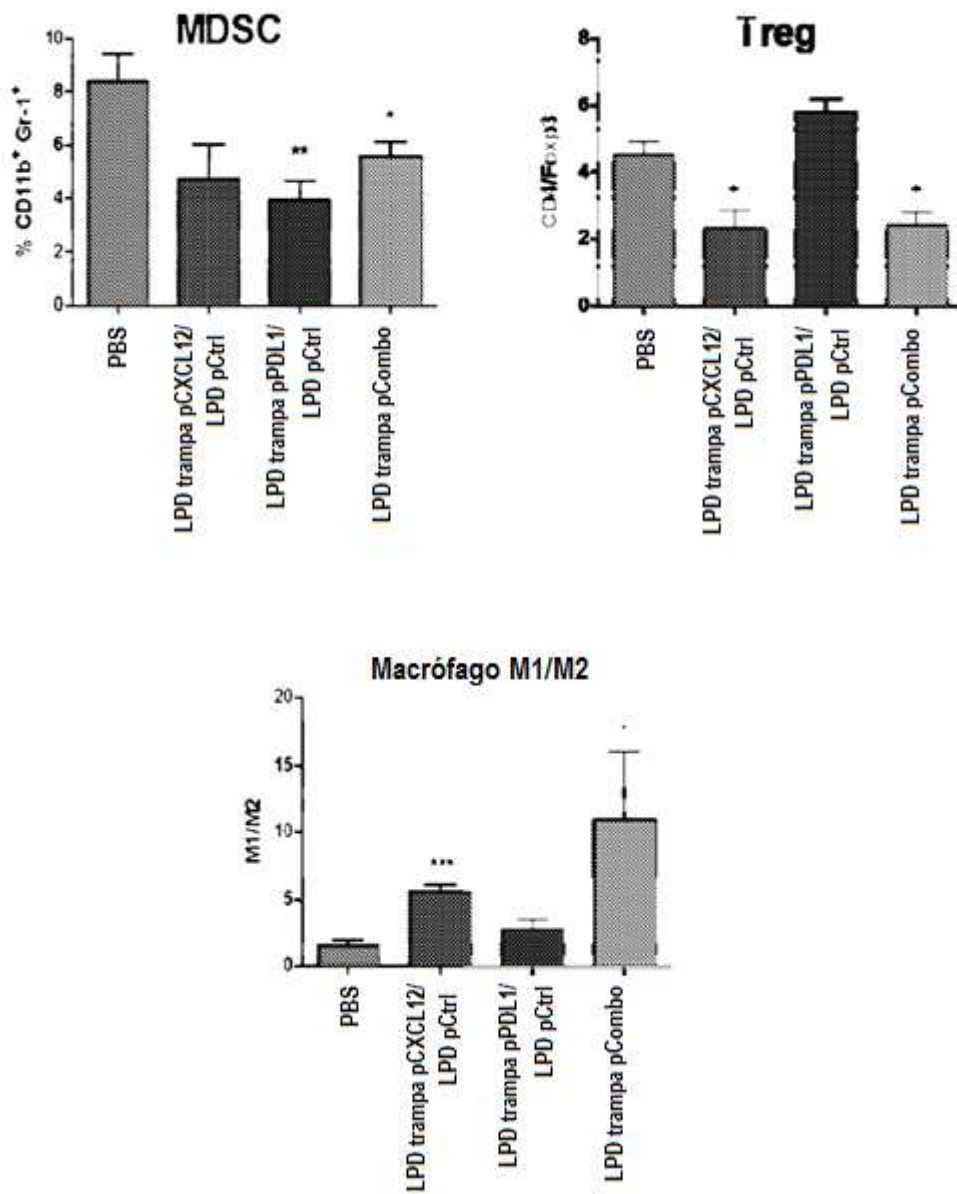 MDSC
% CD11b⁺ Gr-1⁺
10
8
6
4
2
0
**
*
PBS
LPD trampa pCXCL12/
LPD pCtrl
LPD trampa pPDL1/
LPD pCtrl
LPD trampa pCombo
Treg
CD4/Foxp3
8
6
4
2
0
*
*
PBS
LPD trampa pCXCL12/
LPD pCtrl
LPD trampa pPDL1/
LPD pCtrl
LPD trampa pCombo
Macrófago M1/M2
M1/M2
20
15
10
5
0
***
PBS
LPD trampa pCXCL12/
LPD pCtrl
LPD trampa pPDL1/
LPD pCtrl
LPD trampa pCombo